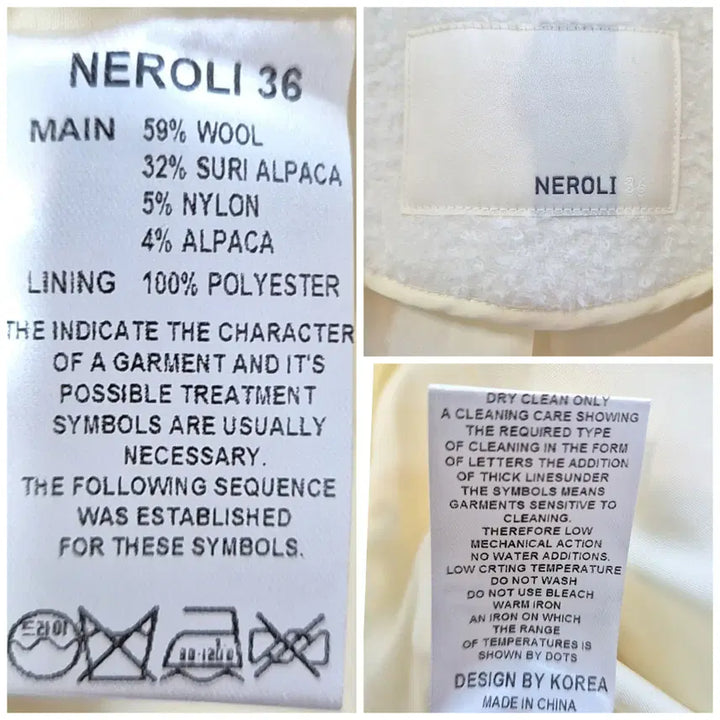 NEROLI 36
MAIN 59% WOOL
32% SURI ALPACA
5% NYLON
4% ALPACA
LINING 100% POLYESTER
THE INDICATE THE CHARACTER
OF A GARMENT AND IT'S
POSSIBLE TREATMENT
SYMBOLS ARE USUALLY
NECESSARY.
THE FOLLOWING SEQUENCE
WAS ESTABLISHED
FOR THESE SYMBOLS.
드라이
80-120°C
NEROLI 36
DRY CLEAN ONLY
A CLEANING CARE SHOWING
THE REQUIRED TYPE
OF CLEANING IN THE FORM
OF LETTERS THE ADDITION
OF THICK LINESUNDER
THE SYMBOLS MEANS
GARMENTS SENSITIVE TO
CLEANING.
THEREFORE LOW
MECHANICAL ACTION
NO WATER ADDITIONS.
LOW CRTING TEMPERATURE
DO NOT WASH
DO NOT USE BLEACH
WARM IRON
AN IRON ON WHICH
THE RANGE
OF TEMPERATURES IS
SHOWN BY DOTS
DESIGN BY KOREA
MADE IN CHINA